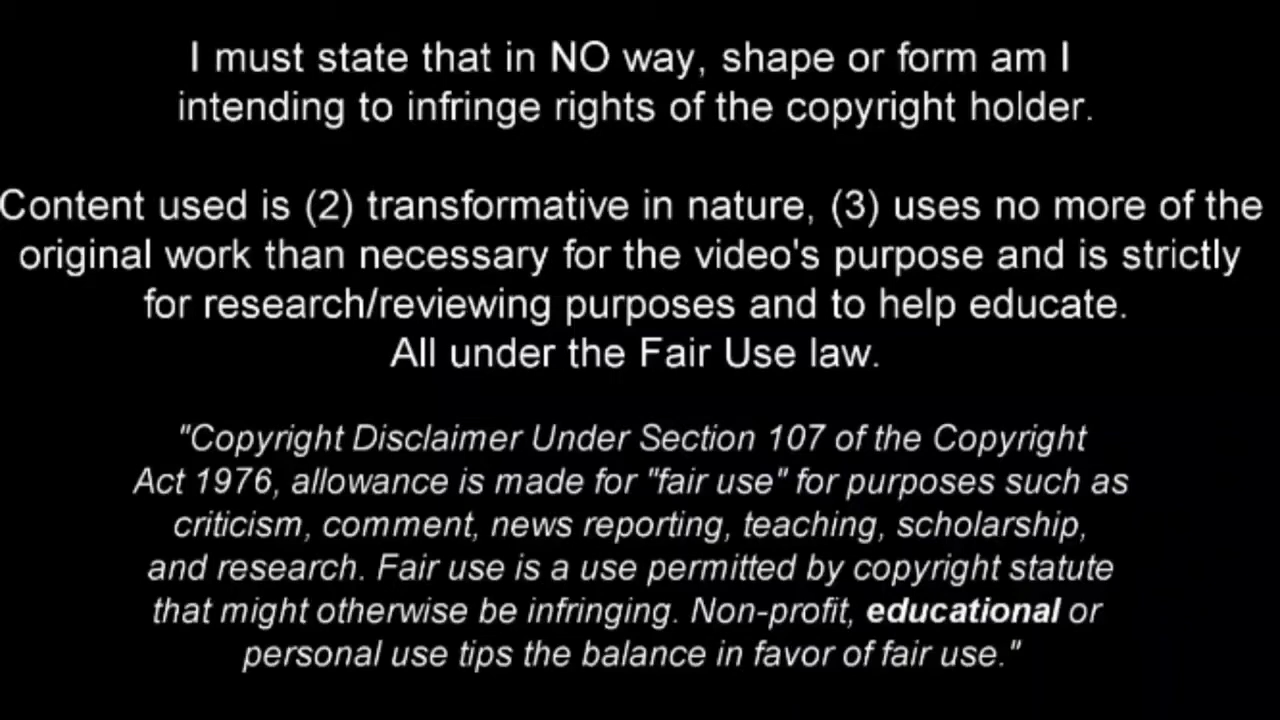 I must state that in NO way, shape or form am I
intending to infringe rights of the copyright holder.
Content used is (2) transformative in nature, (3) uses no more of the
original work than necessary for the video's purpose and is strictly
for research/reviewing purposes and to help educate.
All under the Fair Use law.
"Copyright Disclaimer Under Section 107 of the Copyright
Act 1976, allowance is made for "fair use" for purposes such as
criticism, comment, news reporting, teaching, scholarship,
and research. Fair use is a use permitted by copyright statute
that might otherwise be infringing. Non-profit, educational or
personal use tips the balance in favor of fair use."